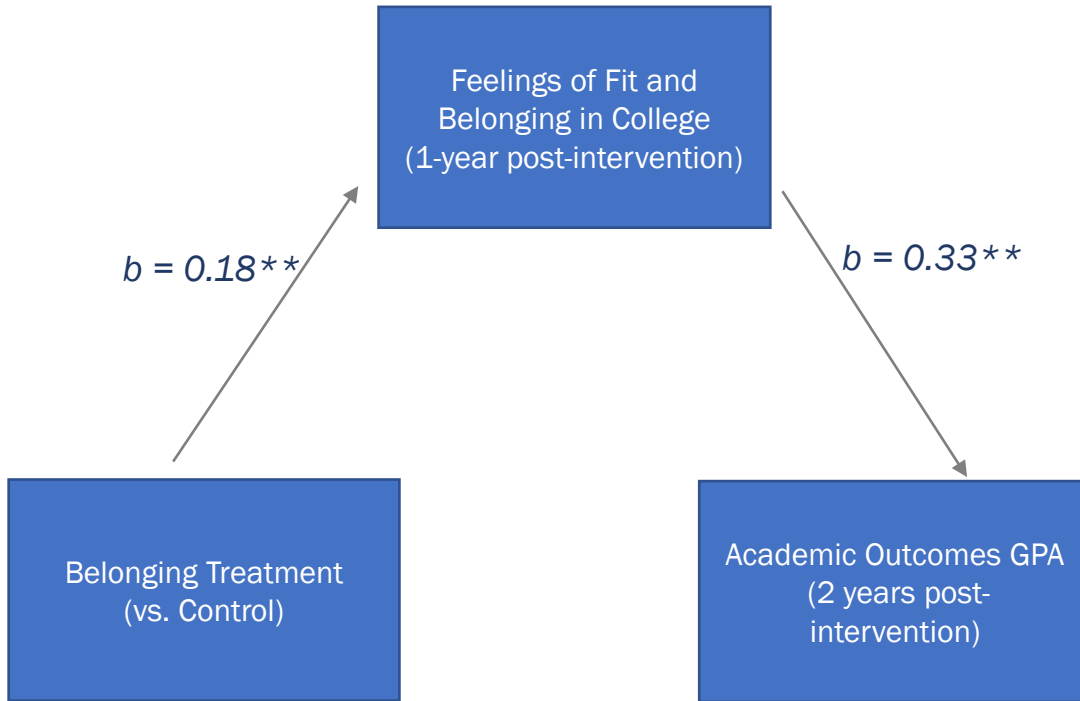 Feelings of Fit and
Belonging in College
(1-year post-intervention)
b = 0.18**
b = 0.33**
Belonging Treatment
(vs. Control)
Academic Outcomes GPA
(2 years post-
intervention)